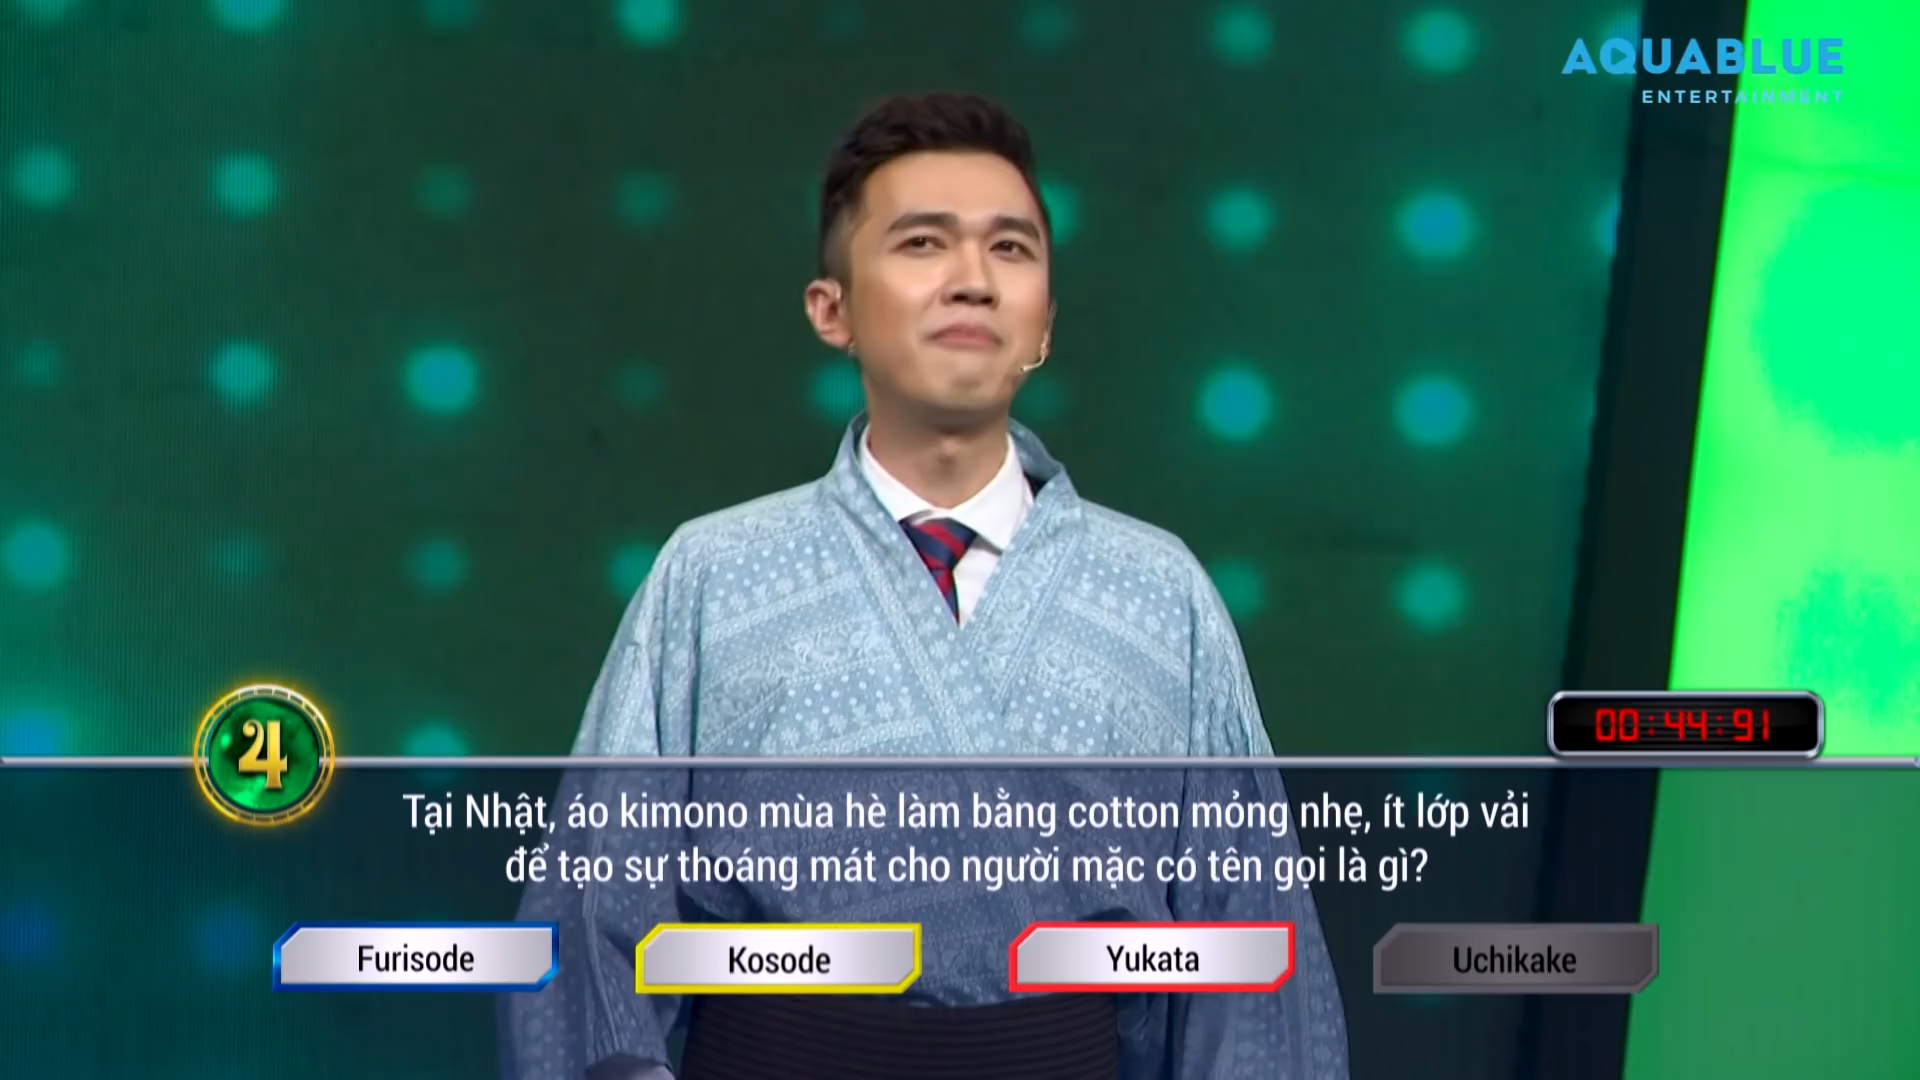 AQUABLUE
ENTERTAINMENT
4
00:44:91
Tại Nhật, áo kimono mùa hè làm bằng cotton mỏng nhẹ, ít lớp vải
để tạo sự thoáng mát cho người mặc có tên gọi là gì?
Furisode
Kosode
Yukata
Uchikake